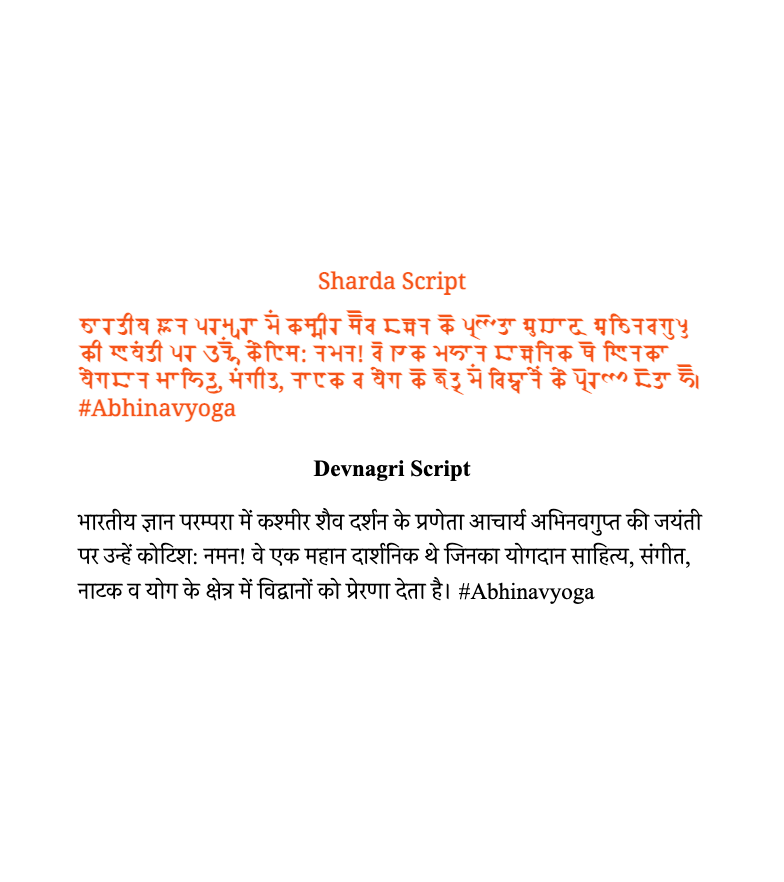 Sharda Script
𑆨𑆳𑆫𑆠𑆵𑆪 𑆘𑇀𑆚𑆳𑆤 𑆥𑆫𑆩𑇀𑆥𑆫𑆳 𑆩𑆼𑆁 𑆑𑆯𑇀𑆩𑆵𑆫 𑆯𑆽𑆮 𑆢𑆫𑇀𑆯𑆤 𑆑𑆼 𑆥𑇀𑆫𑆟𑆼𑆠𑆳 𑆄𑆖𑆳𑆫𑇀𑆪 𑆃𑆨𑆴𑆤𑆮𑆓𑆶𑆥𑇀𑆠
𑆑𑆵 𑆘𑆪𑆁𑆠𑆵 𑆥𑆫 𑆇𑆤𑇀𑆲𑆼𑆁 𑆑𑆾𑆛𑆴𑆯: 𑆤𑆩𑆤! 𑆮𑆼 𑆍𑆑 𑆩𑆲𑆳𑆤 𑆢𑆳𑆫𑇀𑆯𑆤𑆴𑆑 𑆡𑆼 𑆘𑆴𑆤𑆑𑆳
𑆪𑆾𑆓𑆢𑆳𑆤 𑆱𑆳𑆲𑆴𑆠𑇀𑆪, 𑆱𑆁𑆓𑆵𑆠, 𑆤𑆳𑆛𑆑 𑆮 𑆪𑆾𑆓 𑆑𑆼 𑆑𑇀𑆰𑆼𑆠𑇀𑆫 𑆩𑆼𑆁 𑆮𑆴𑆢𑇀𑆮𑆳𑆤𑆾𑆁 𑆑𑆾 𑆥𑇀𑆫𑆼𑆫𑆟𑆳 𑆢𑆼𑆠𑆳 𑆲𑆽।
#Abhinavyoga
Devnagri Script
भारतीय ज्ञान परम्परा में कश्मीर शैव दर्शन के प्रणेता आचार्य अभिनवगुप्त की जयंती
पर उन्हें कोटिश: नमन! वे एक महान दार्शनिक थे जिनका योगदान साहित्य, संगीत,
नाटक व योग के क्षेत्र में विद्वानों को प्रेरणा देता है। #Abhinavyoga